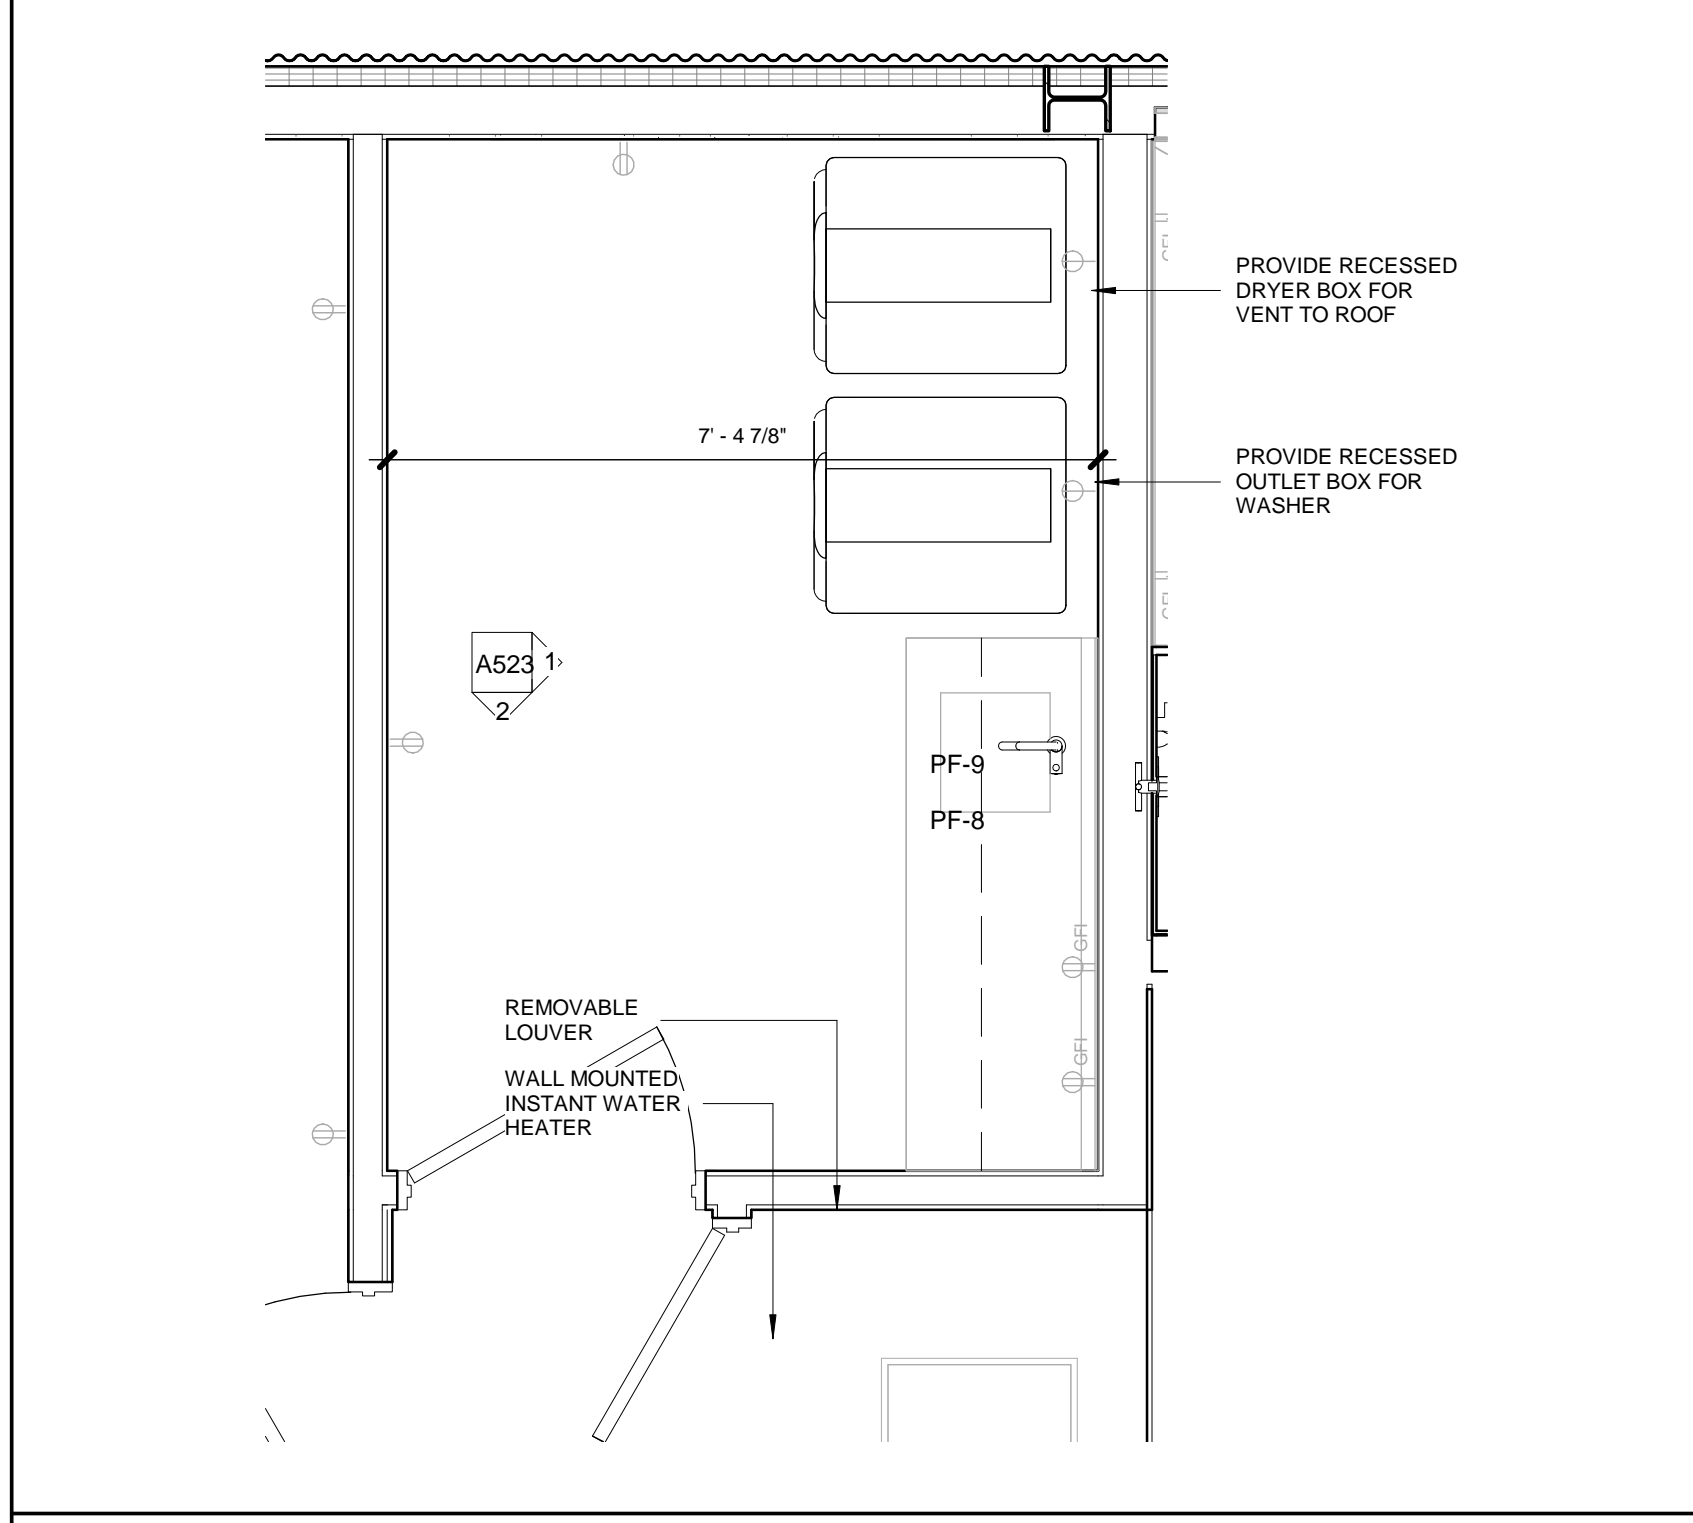 PROVIDE RECESSED
DRYER BOX FOR
VENT TO ROOF
7' - 4 7/8"
PROVIDE RECESSED
OUTLET BOX FOR
WASHER
A523
1
2
PF-9
PF-8
GFI
GFI
REMOVABLE
LOUVER
WALL MOUNTED
INSTANT WATER
HEATER